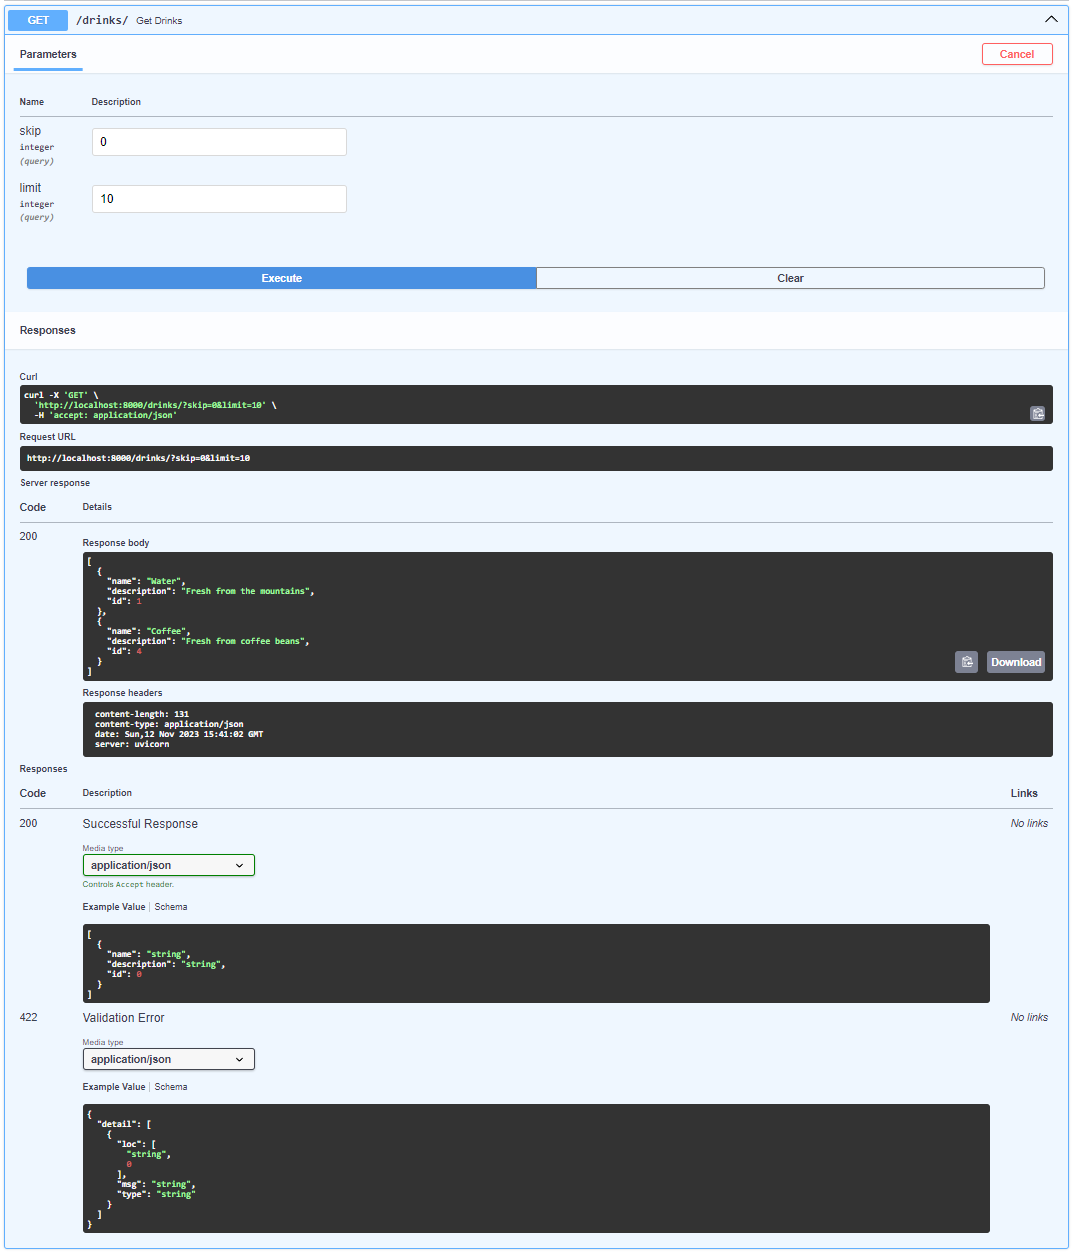 GET /drinks/ Get Drinks
Parameters
Cancel
Name Description
skip
integer
(query)
0
limit
integer
(query)
10
Execute
Clear
Responses
Curl
curl -X 'GET' \
'http://localhost:8000/drinks/?skip=0&limit=10' \
-H 'accept: application/json'
Request URL
http://localhost:8000/drinks/?skip=0&limit=10
Server response
Code Details
200
Response body
[
{
"name": "Water",
"description": "Fresh from the mountains",
"id": 1
},
{
"name": "Coffee",
"description": "Fresh from coffee beans",
"id": 4
}
]
Download
Response headers
content-length: 131
content-type: application/json
date: Sun,12 Nov 2023 15:41:02 GMT
server: uvicorn
Responses
Code Description Links
200 Successful Response No links
Media type
application/json
Controls Accept header.
Example Value | Schema
[
{
"name": "string",
"description": "string",
"id": 0
}
]
422 Validation Error No links
Media type
application/json
Example Value | Schema
{
"detail": [
{
"loc": [
"string",
0
],
"msg": "string",
"type": "string"
}
]
}